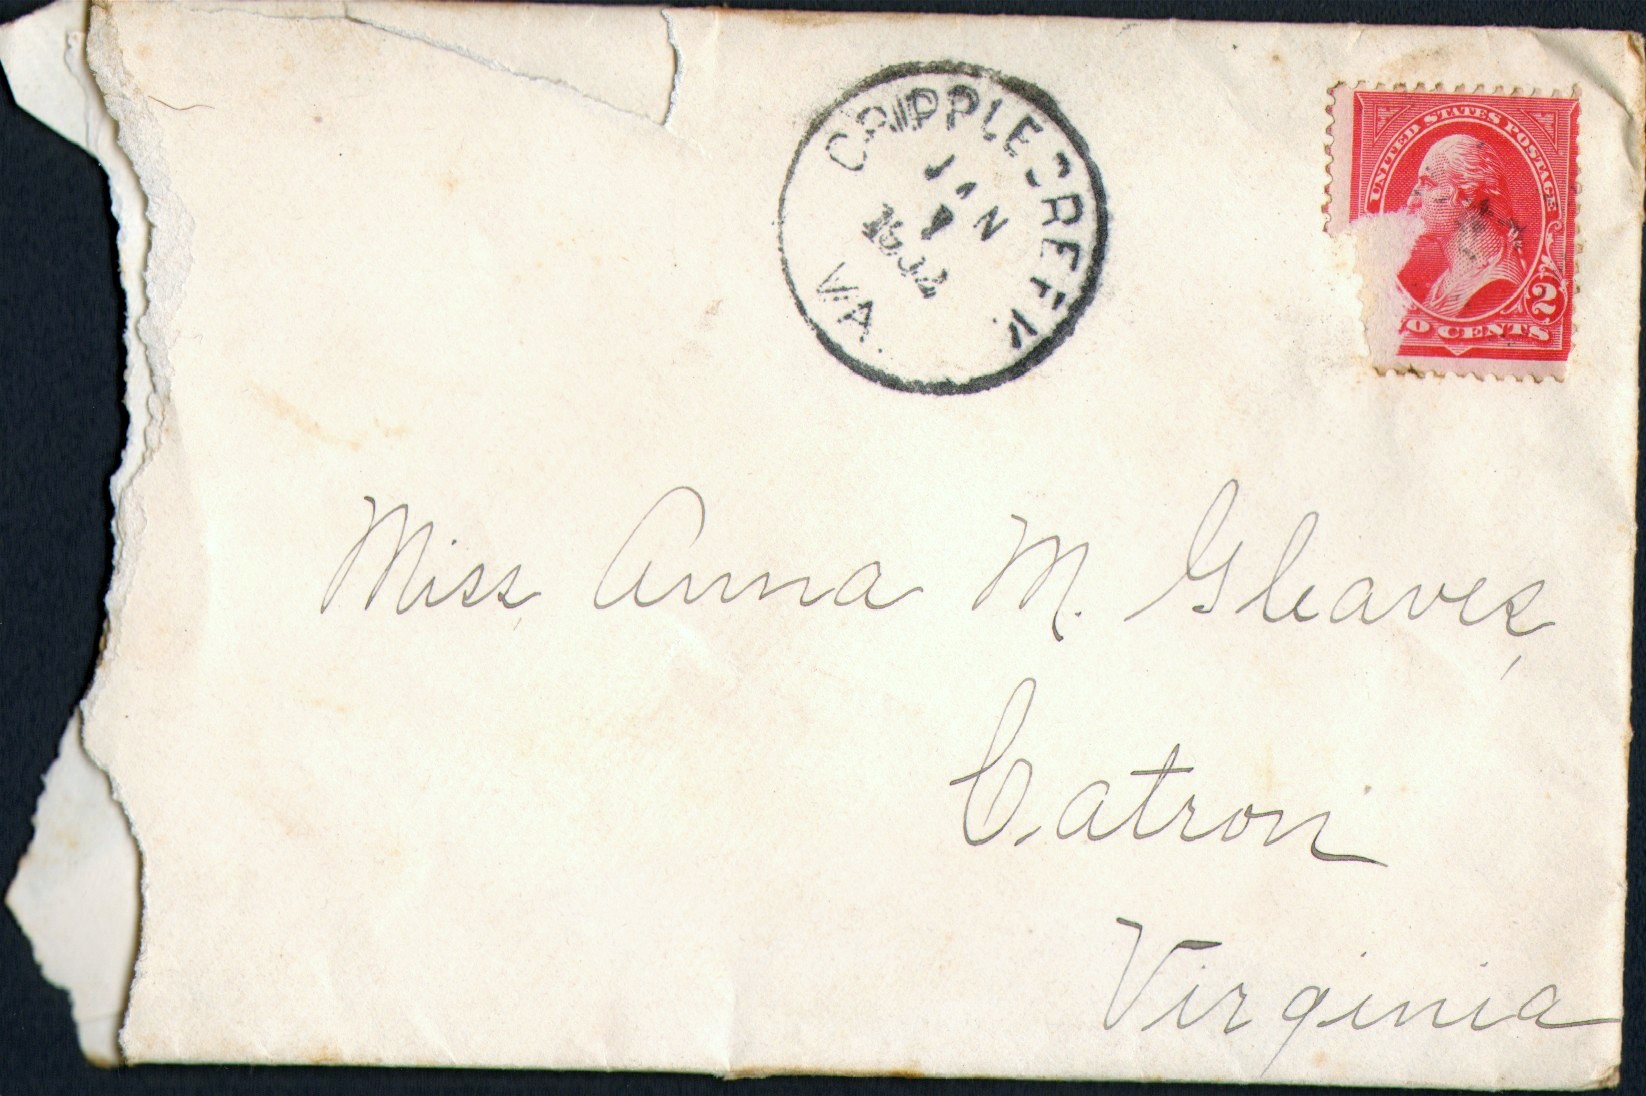 CRIPPLE CREEK
JAN
VA.
UNITED STATES POSTAGE
2
O CENTS
Miss Anna M. Gleaves,
Catron
Virginia